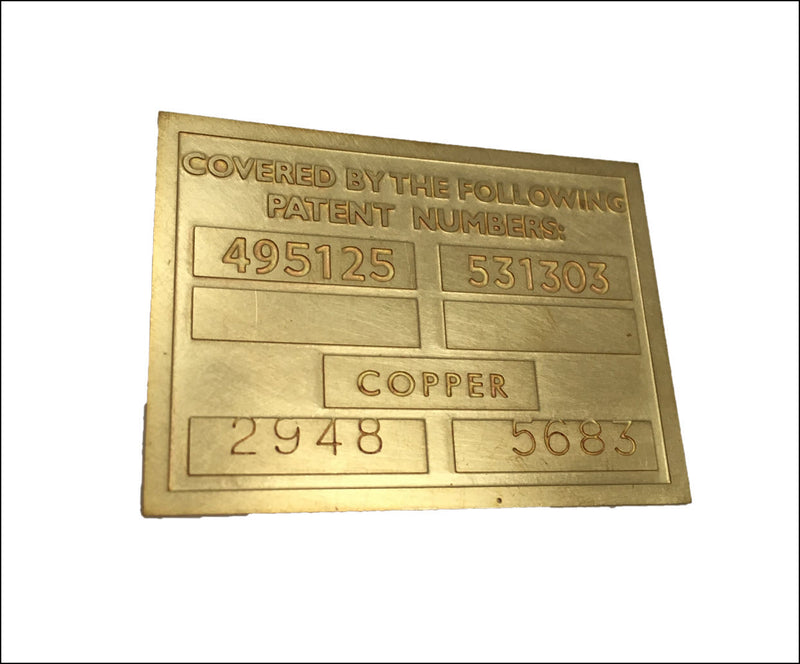 COVERED BY THE FOLLOWING
PATENT NUMBERS:
495125 531303
COPPER
2948 5683